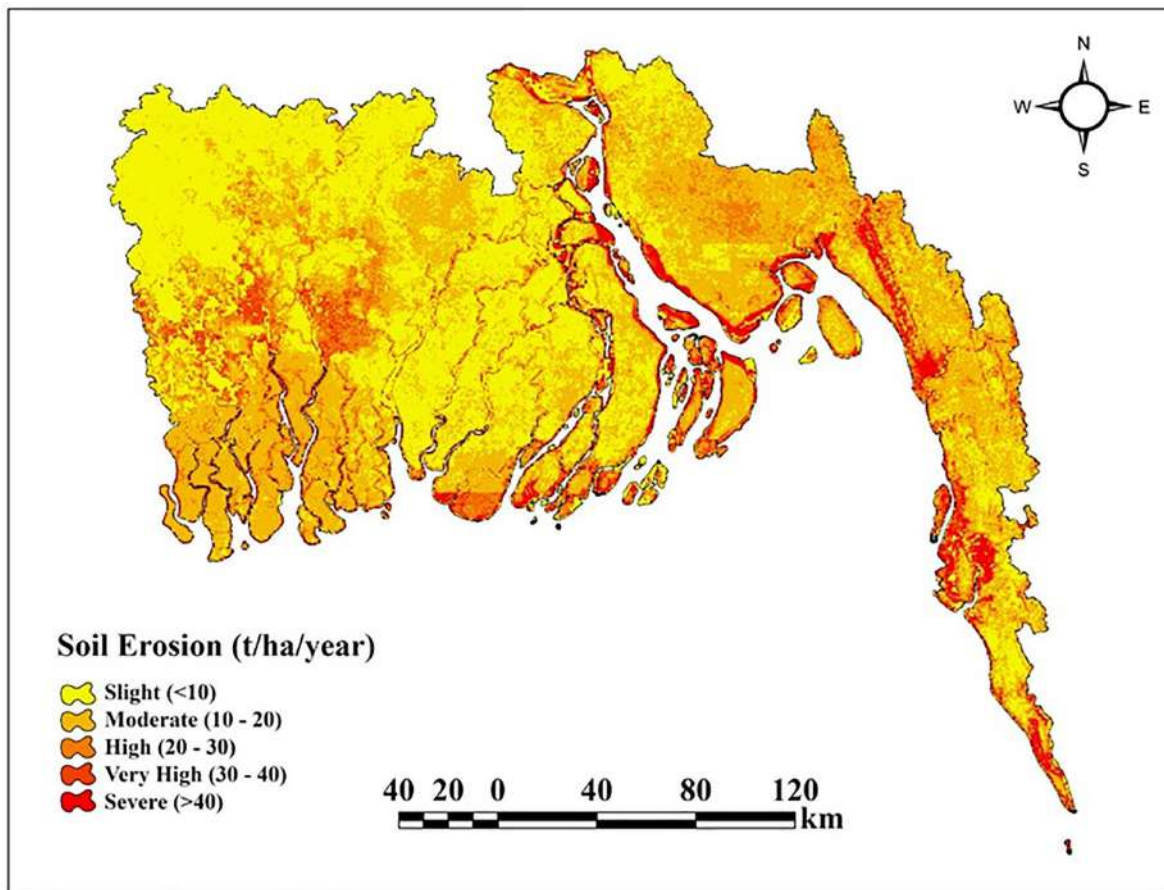 N
W E
S
Soil Erosion (t/ha/year)
Slight (<10)
Moderate (10 - 20)
High (20 - 30)
Very High (30 - 40)
Severe (>40)
40 20 0 40 80 120
km